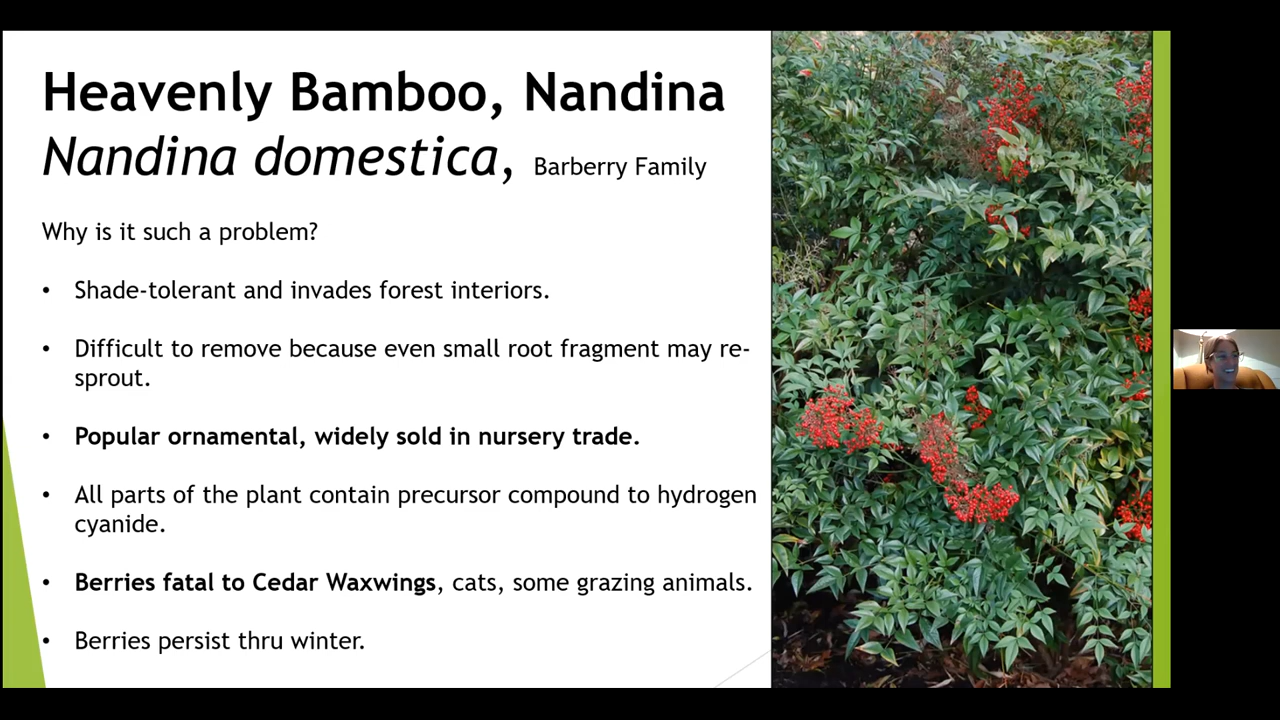 Heavenly Bamboo, Nandina
Nandina domestica, Barberry Family
Why is it such a problem?
• Shade-tolerant and invades forest interiors.
• Difficult to remove because even small root fragment may re-
sprout.
• Popular ornamental, widely sold in nursery trade.
• All parts of the plant contain precursor compound to hydrogen
cyanide.
• Berries fatal to Cedar Waxwings, cats, some grazing animals.
• Berries persist thru winter.